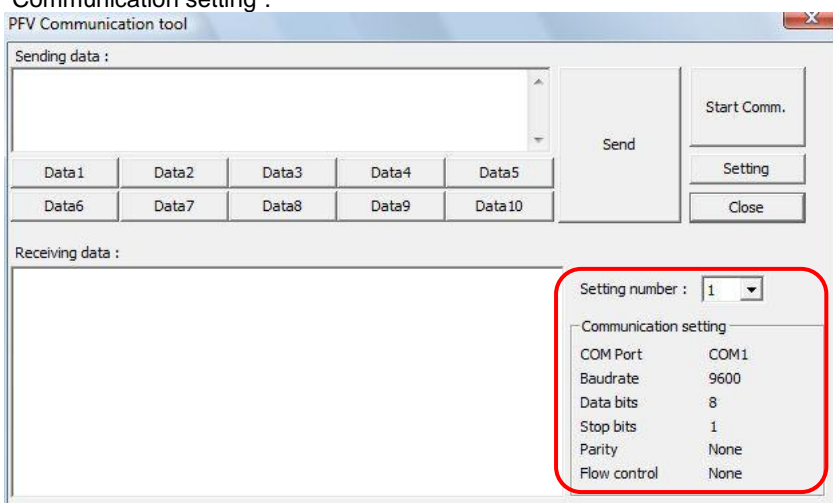 Communication setting :
PFV Communication tool
Sending data :
Send
Start Comm.
Setting
Close
Data1 Data2 Data3 Data4 Data5
Data6 Data7 Data8 Data9 Data10
Receiving data :
Setting number : 1
Communication setting
COM Port COM1
Baudrate 9600
Data bits 8
Stop bits 1
Parity None
Flow control None